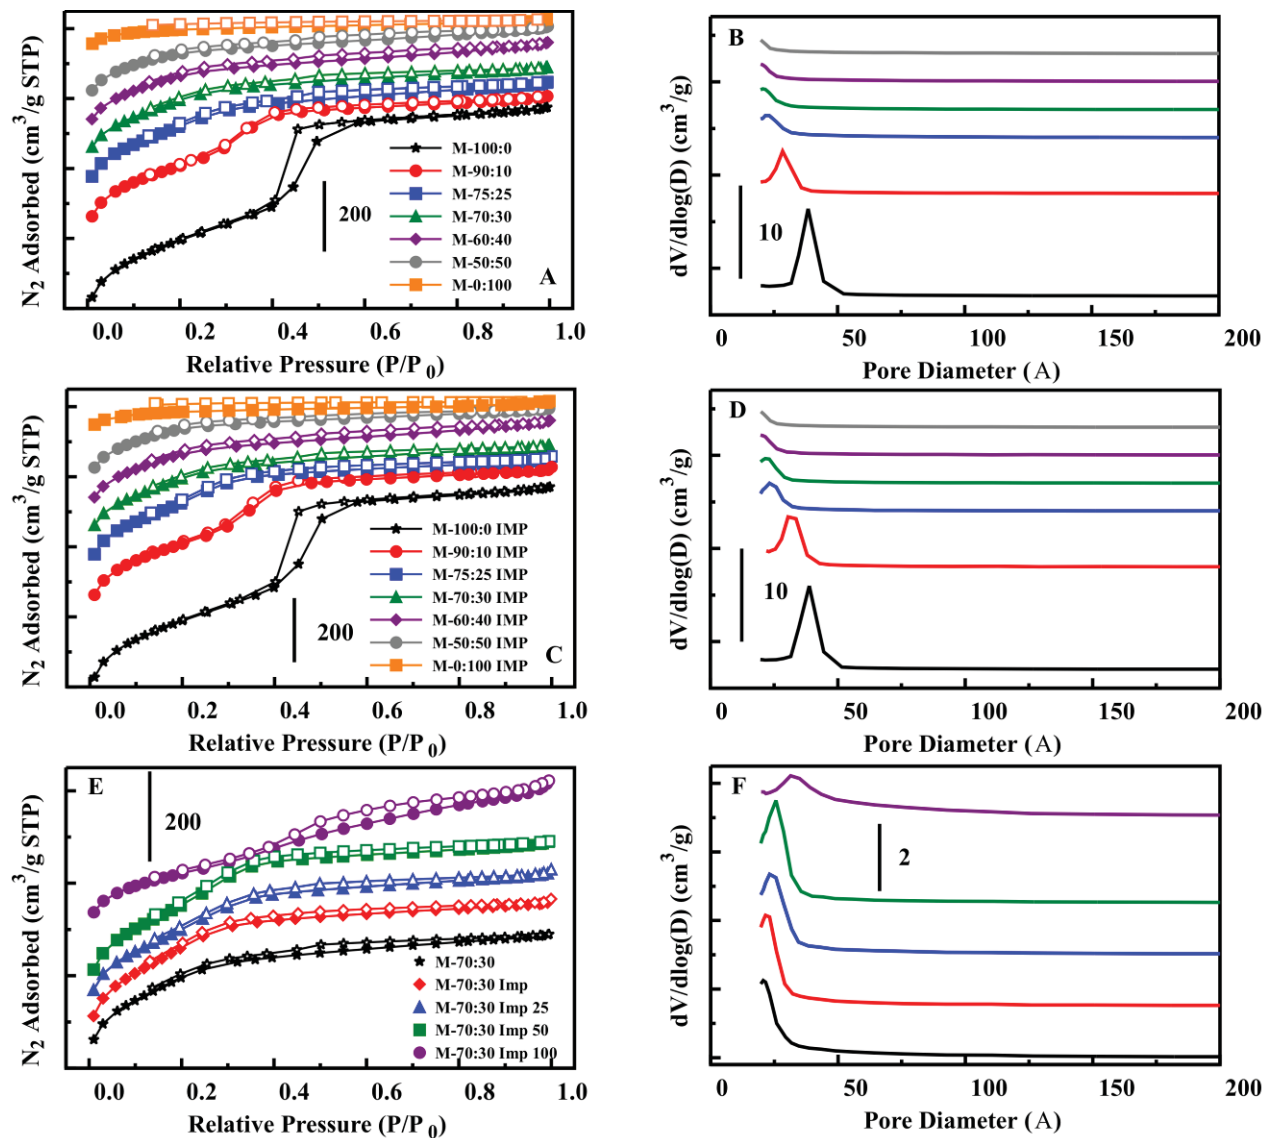 N2 Adsorbed (cm3/g STP)
M-100:0
M-90:10
M-75:25
M-70:30
M-60:40
M-50:50
M-0:100
200
A
0.0 0.2 0.4 0.6 0.8 1.0
Relative Pressure (P/P0)
B
dV/dlog(D) (cm3/g)
10
0 50 100 150 200
Pore Diameter (A)
N2 Adsorbed (cm3/g STP)
M-100:0 IMP
M-90:10 IMP
M-75:25 IMP
M-70:30 IMP
M-60:40 IMP
M-50:50 IMP
M-0:100 IMP
200
C
0.0 0.2 0.4 0.6 0.8 1.0
Relative Pressure (P/P0)
D
dV/dlog(D) (cm3/g)
10
0 50 100 150 200
Pore Diameter (A)
E
200
N2 Adsorbed (cm3/g STP)
M-70:30
M-70:30 Imp
M-70:30 Imp 25
M-70:30 Imp 50
M-70:30 Imp 100
0.0 0.2 0.4 0.6 0.8 1.0
Relative Pressure (P/P0)
F
dV/dlog(D) (cm3/g)
2
0 50 100 150 200
Pore Diameter (A)